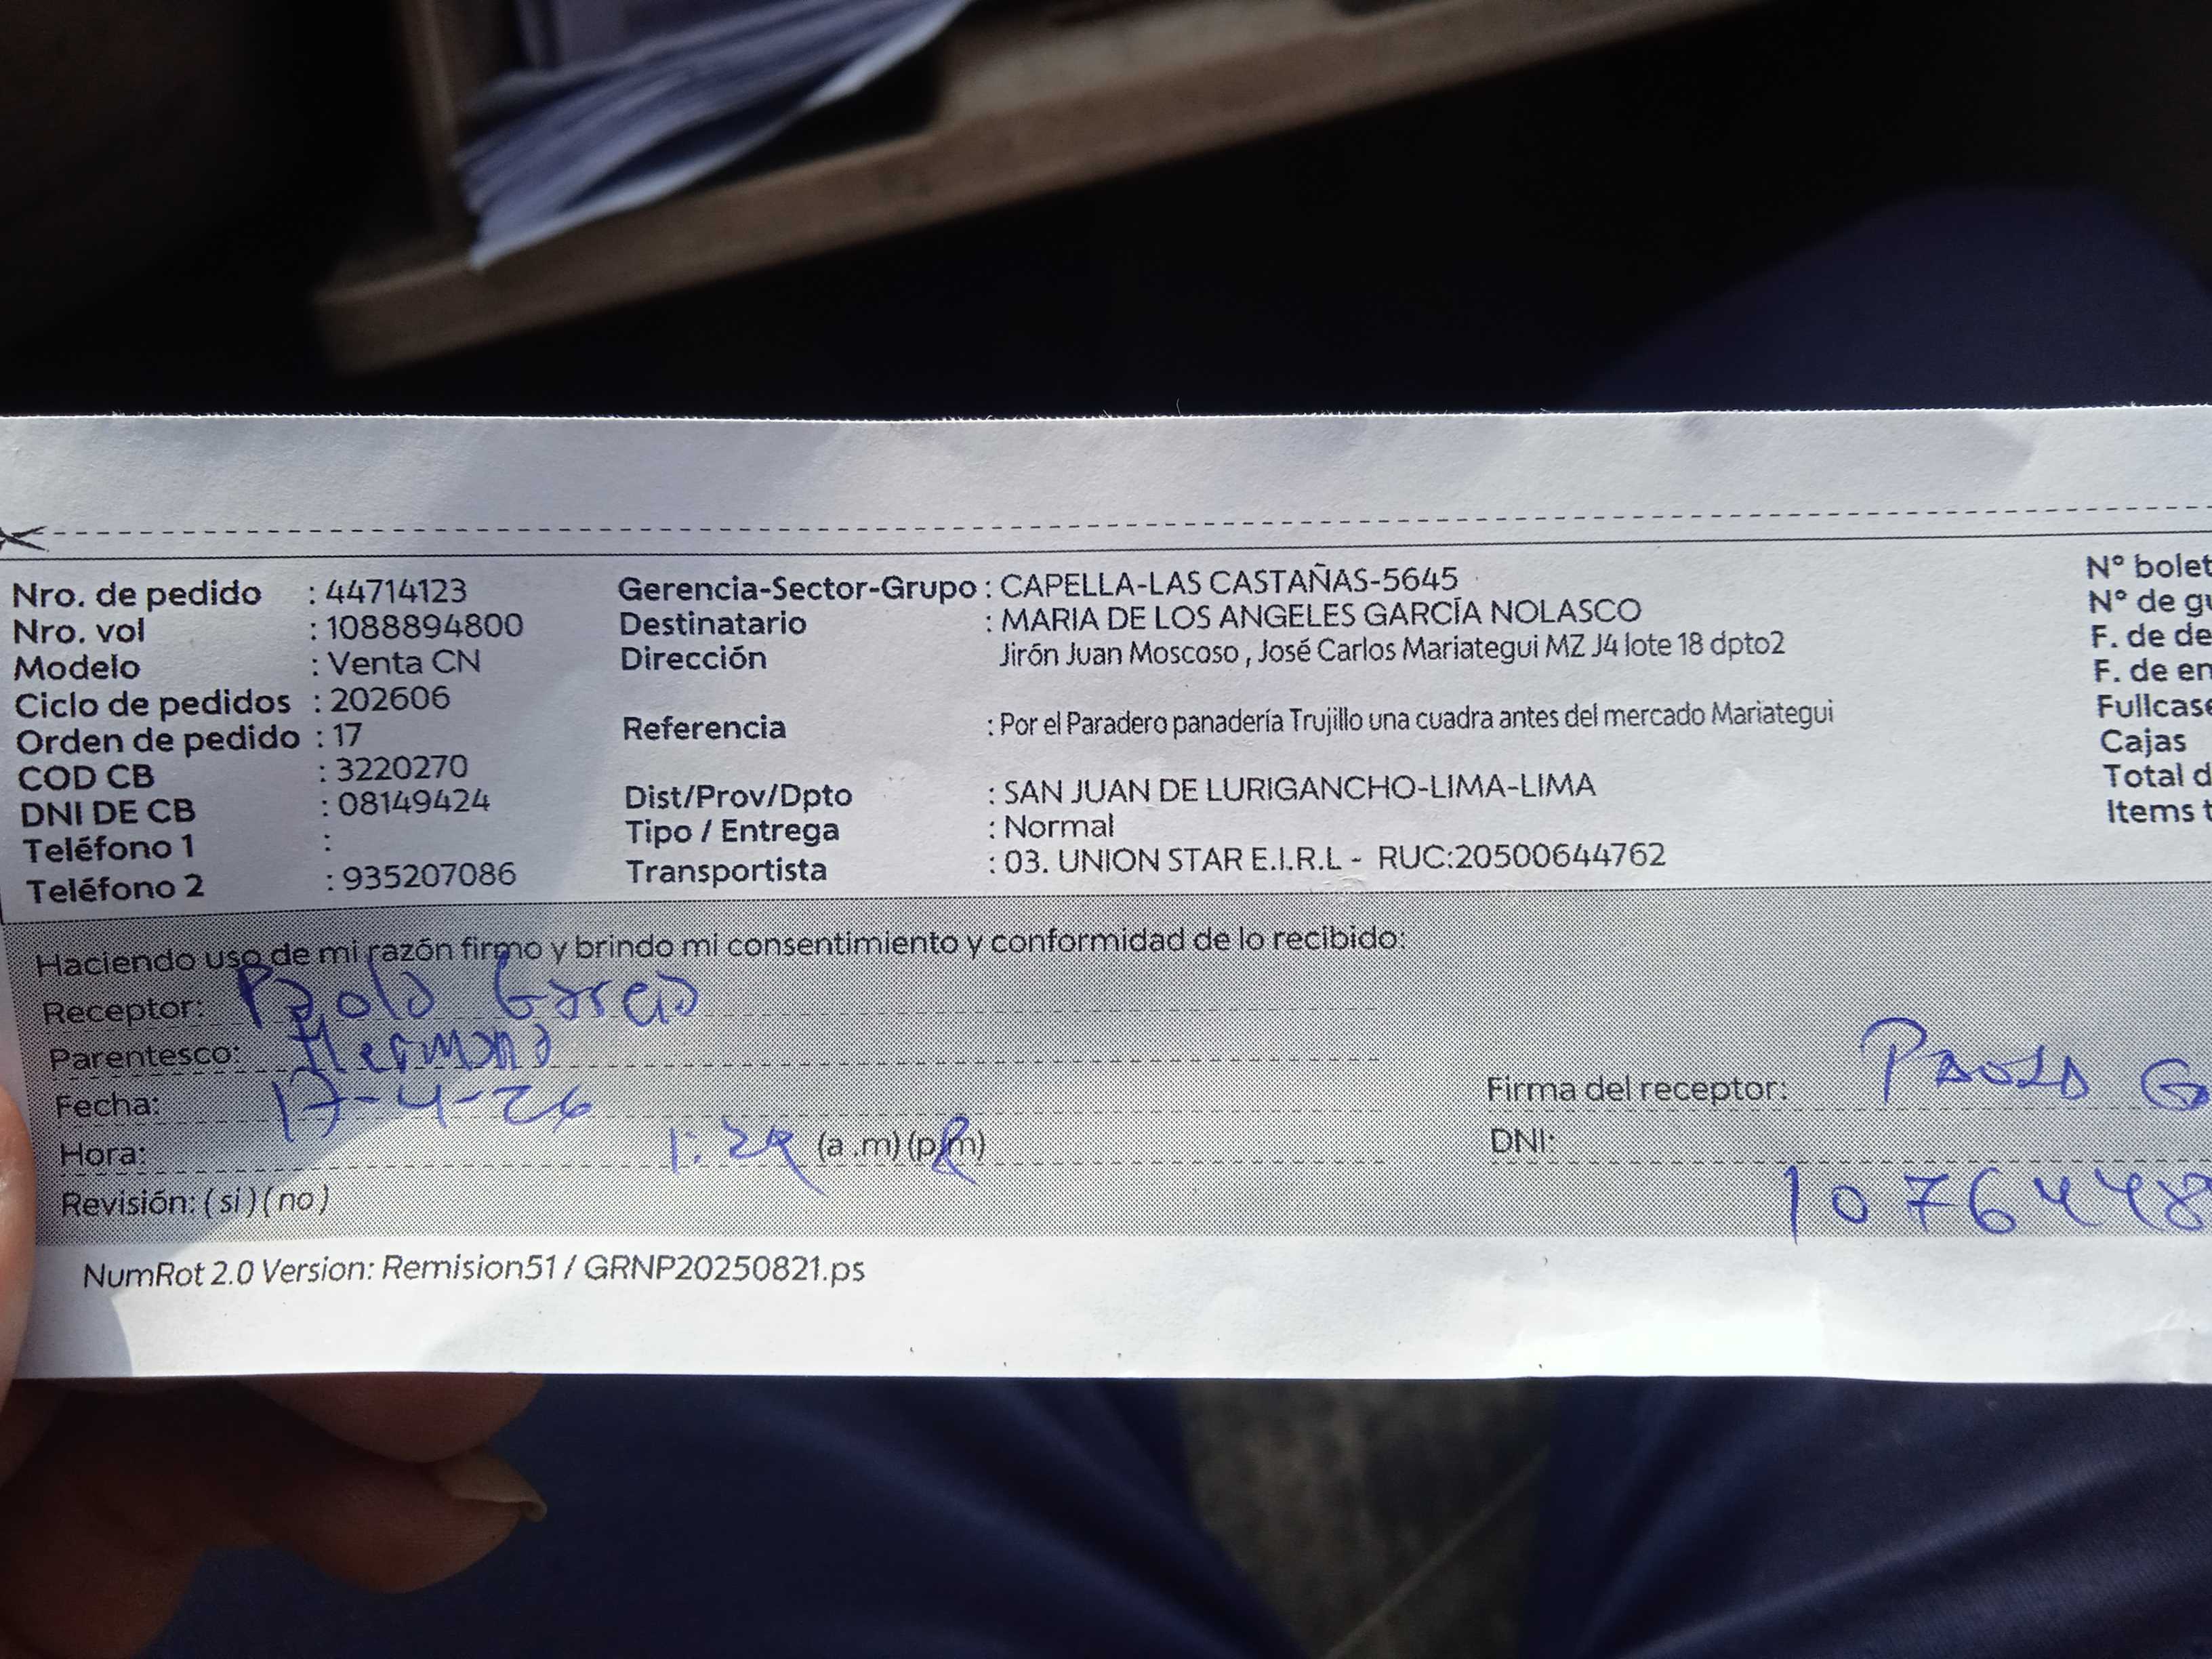 Nro. de pedido : 44714123
Nro. vol : 1088894800
Modelo : Venta CN
Ciclo de pedidos : 202606
Orden de pedido : 17
COD CB : 3220270
DNI DE CB : 08149424
Teléfono 1 :
Teléfono 2 : 935207086
Gerencia-Sector-Grupo : CAPELLA-LAS CASTAÑAS-5645
Destinatario : MARIA DE LOS ANGELES GARCÍA NOLASCO
Dirección Jirón Juan Moscoso , José Carlos Mariategui MZ J4 lote 18 dpto2
Referencia : Por el Paradero panadería Trujillo una cuadra antes del mercado Mariategui
Dist/Prov/Dpto : SAN JUAN DE LURIGANCHO-LIMA-LIMA
Tipo / Entrega : Normal
Transportista : 03. UNION STAR E.I.R.L - RUC:20500644762
N° bolet
N° de gu
F. de de
F. de en
Fullcase
Cajas
Total d
Items t
Haciendo uso de mi razón firmo y brindo mi consentimiento y conformidad de lo recibido:
Receptor: Paola Garcia
Parentesco: Hermana
Fecha: 17-4-26
Hora: 1:29 (a .m) (p.m)
Revisión: ( si ) ( no )
Firma del receptor: PAOLA G
DNI:
1076448
NumRot 2.0 Version: Remision51 / GRNP20250821.ps